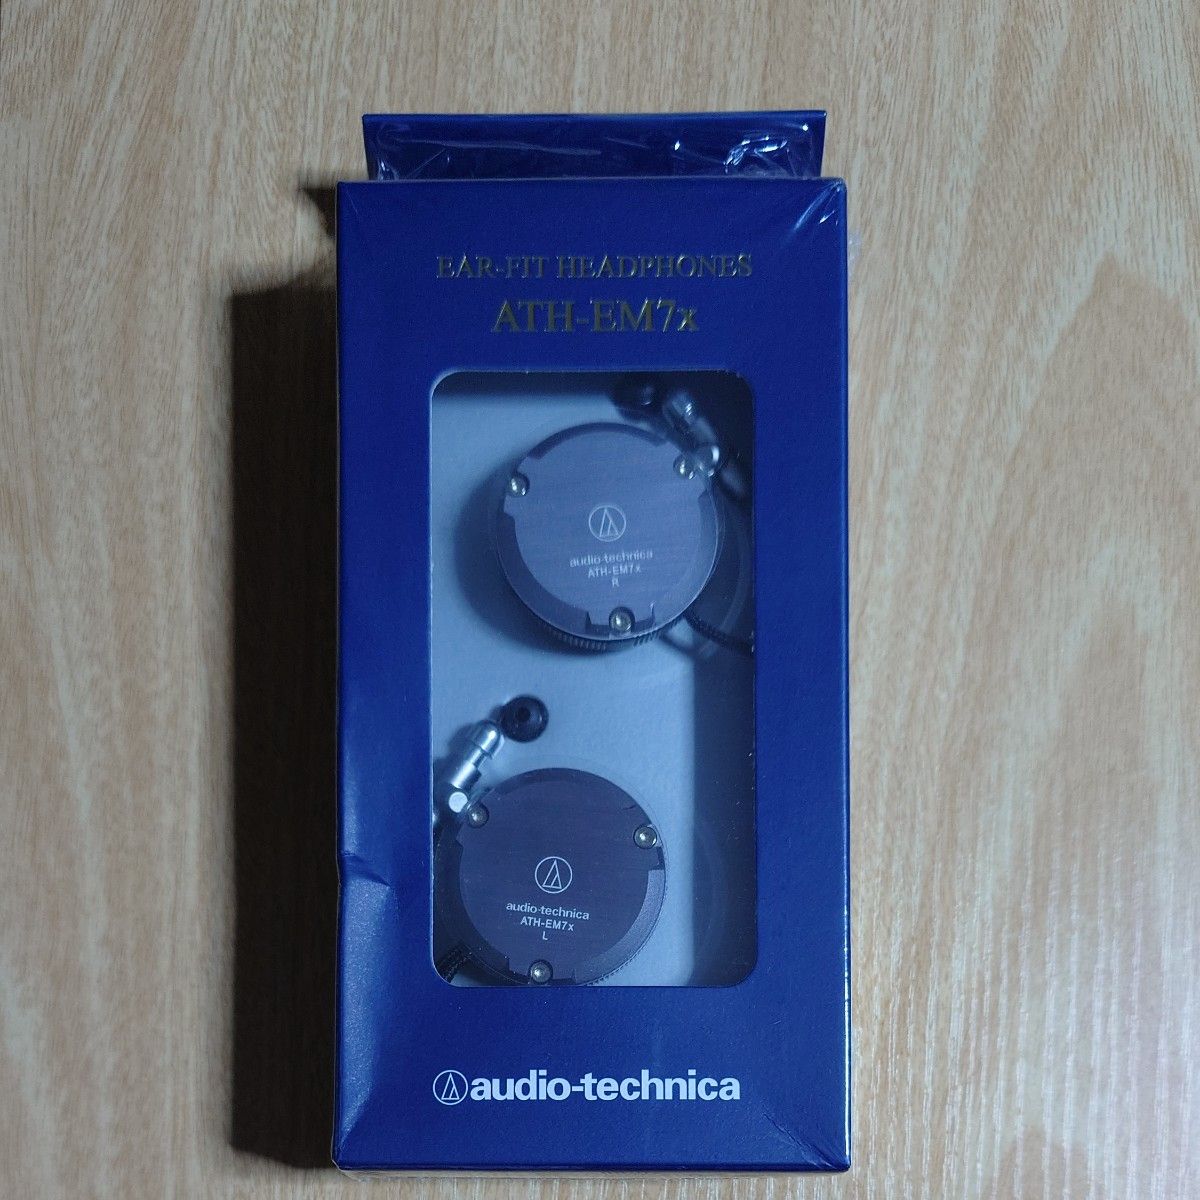 EAR-FIT HEADPHONES
ATH-EM7x
audio-technica
ATH-EM7x
R
audio-technica
ATH-EM7x
L
audio-technica